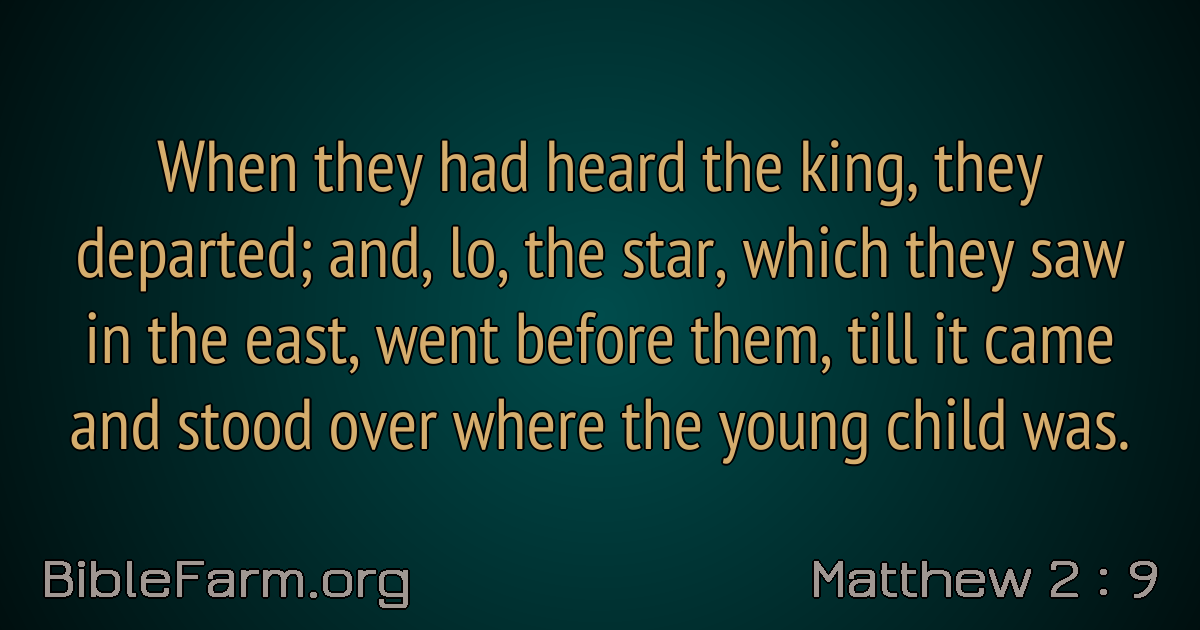 When they had heard the king, they
departed; and, lo, the star, which they saw
in the east, went before them, till it came
and stood over where the young child was.
BibleFarm.org
Matthew 2 : 9